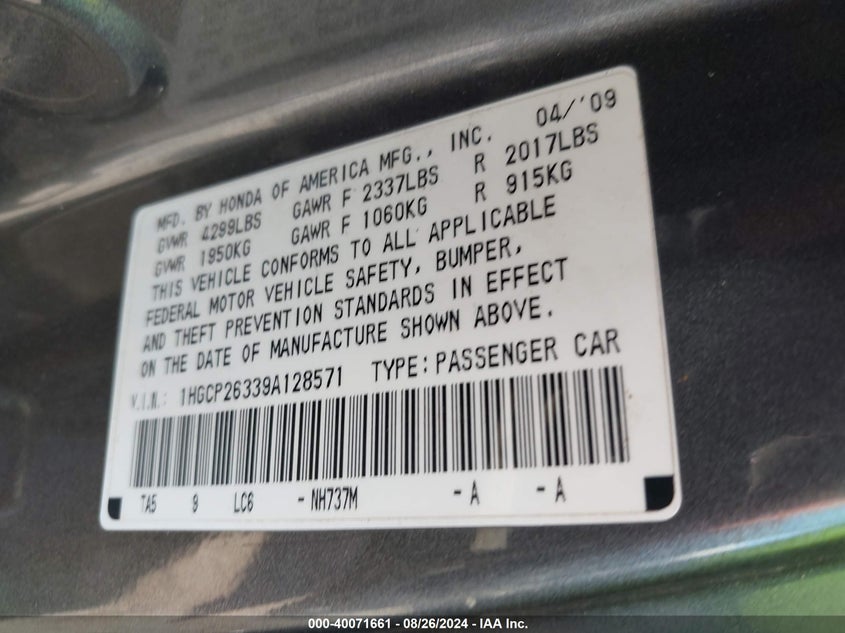 MFD. BY HONDA OF AMERICA MFG., INC. 04/'09
GVWR 4299LBS GAWR F 2337LBS R 2017LBS
GVWR 1950KG GAWR F 1060KG R 915KG
THIS VEHICLE CONFORMS TO ALL APPLICABLE
FEDERAL MOTOR VEHICLE SAFETY, BUMPER,
AND THEFT PREVENTION STANDARDS IN EFFECT
ON THE DATE OF MANUFACTURE SHOWN ABOVE.
V.I.N.: 1HGCP26339A128571 TYPE:PASSENGER CAR
TA5 9 LC6 -NH737M -A -A
000-40071661 - 08/26/2024 - IAA Inc.